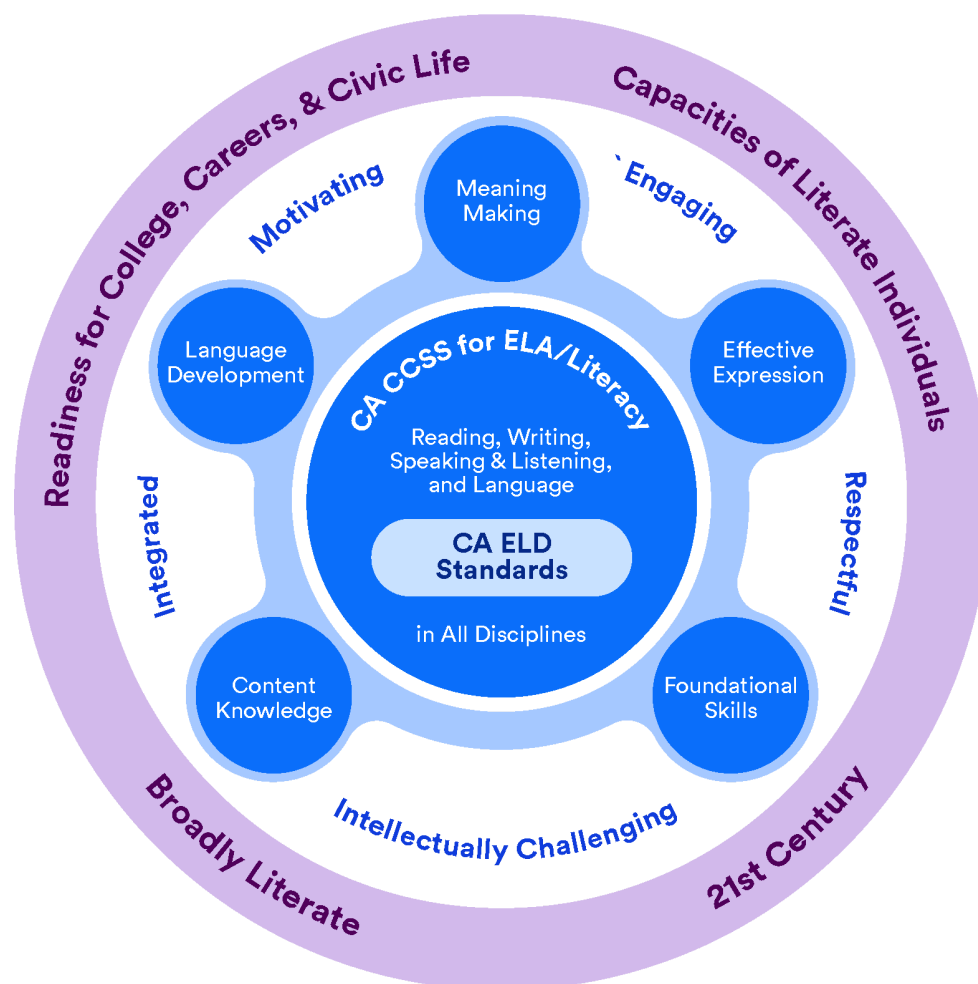 Readiness for College, Careers, & Civic Life
Capacities of Literate Individuals
21st Century
Broadly Literate
Motivating
` Engaging
Respectful
Intellectually Challenging
Integrated
Meaning
Making
Effective
Expression
Foundational
Skills
Content
Knowledge
Language
Development
CA CCSS for ELA/Literacy
Reading, Writing,
Speaking & Listening,
and Language
CA ELD
Standards
in All Disciplines